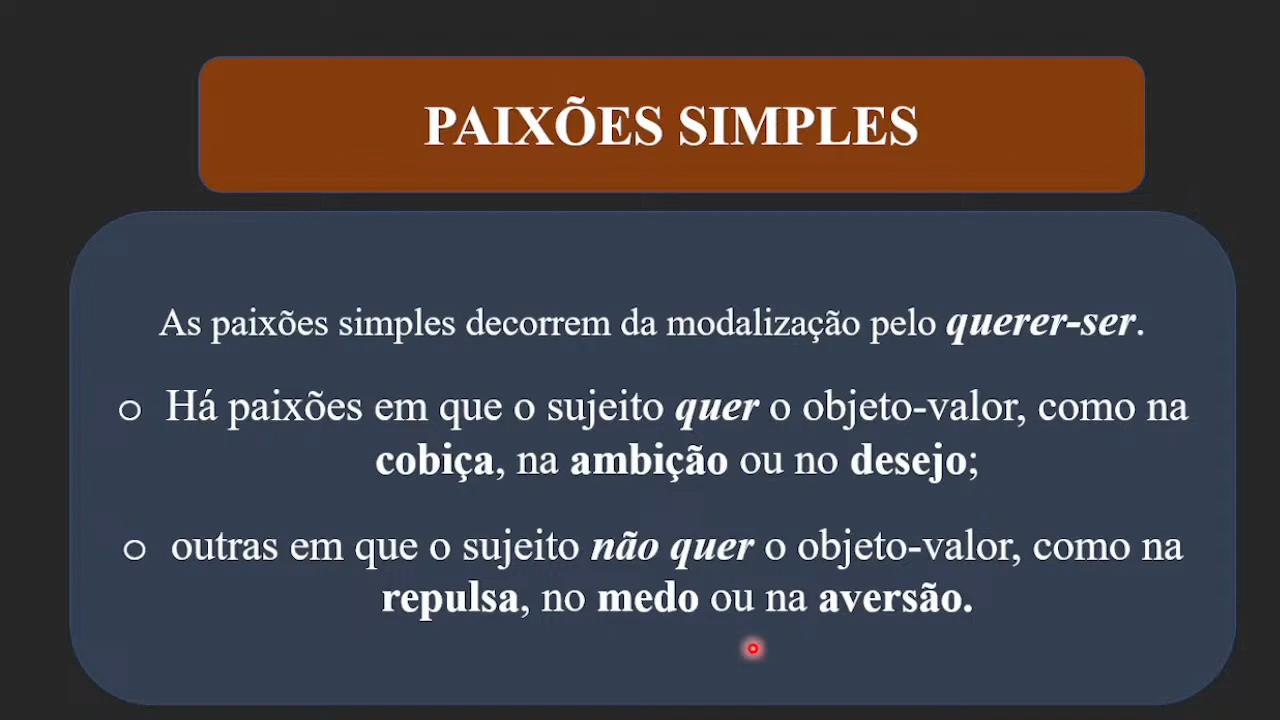 PAIXÕES SIMPLES
As paixões simples decorrem da modalização pelo querer-ser.
o Há paixões em que o sujeito quer o objeto-valor, como na
cobiça, na ambição ou no desejo;
o outras em que o sujeito não quer o objeto-valor, como na
repulsa, no medo ou na aversão.